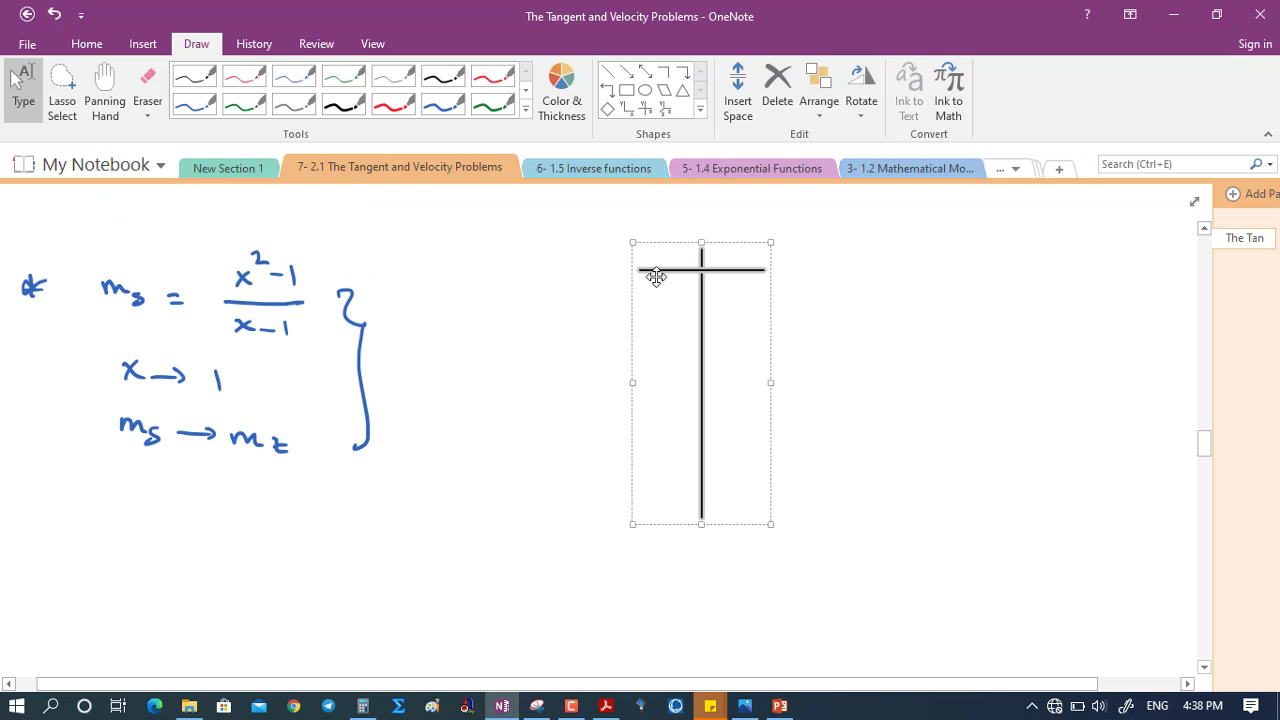 The Tangent and Velocity Problems - OneNote
File Home Insert Draw History Review View Sign in
Type Lasso Select Panning Hand Eraser Color & Thickness Insert Space Delete Arrange Rotate Ink to Text Ink to Math
Tools Shapes Edit Convert
My Notebook New Section 1 7- 2.1 The Tangent and Velocity Problems 6- 1.5 Inverse functions 5- 1.4 Exponential Functions 3- 1.2 Mathematical Mo... ... Search (Ctrl+E)
Add Pa
The Tan
* m_s = (x^2 - 1)/(x - 1)
x → 1
m_s → m_t
ENG 4:38 PM